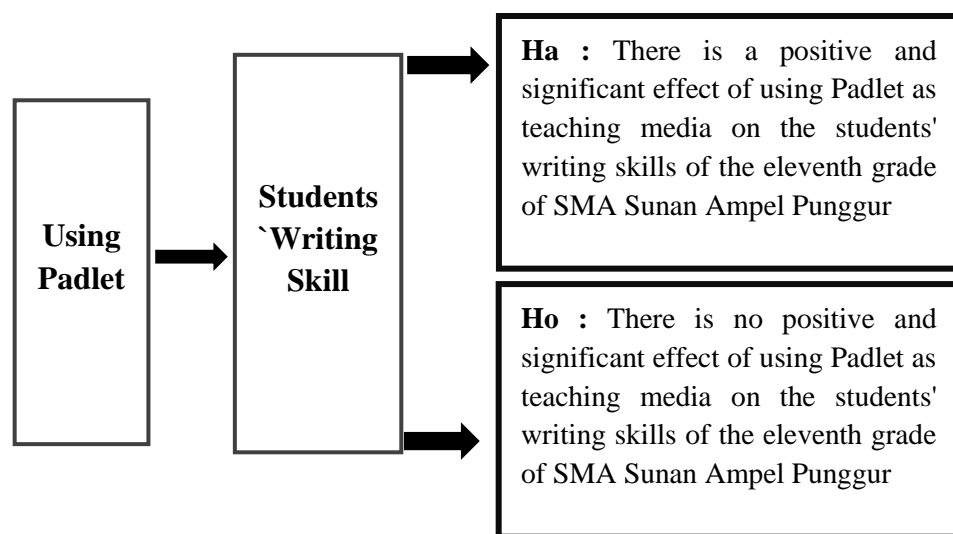 Using
Padlet
Students
`Writing
Skill
Ha : There is a positive and
significant effect of using Padlet as
teaching media on the students'
writing skills of the eleventh grade
of SMA Sunan Ampel Punggur
Ho : There is no positive and
significant effect of using Padlet as
teaching media on the students'
writing skills of the eleventh grade
of SMA Sunan Ampel Punggur